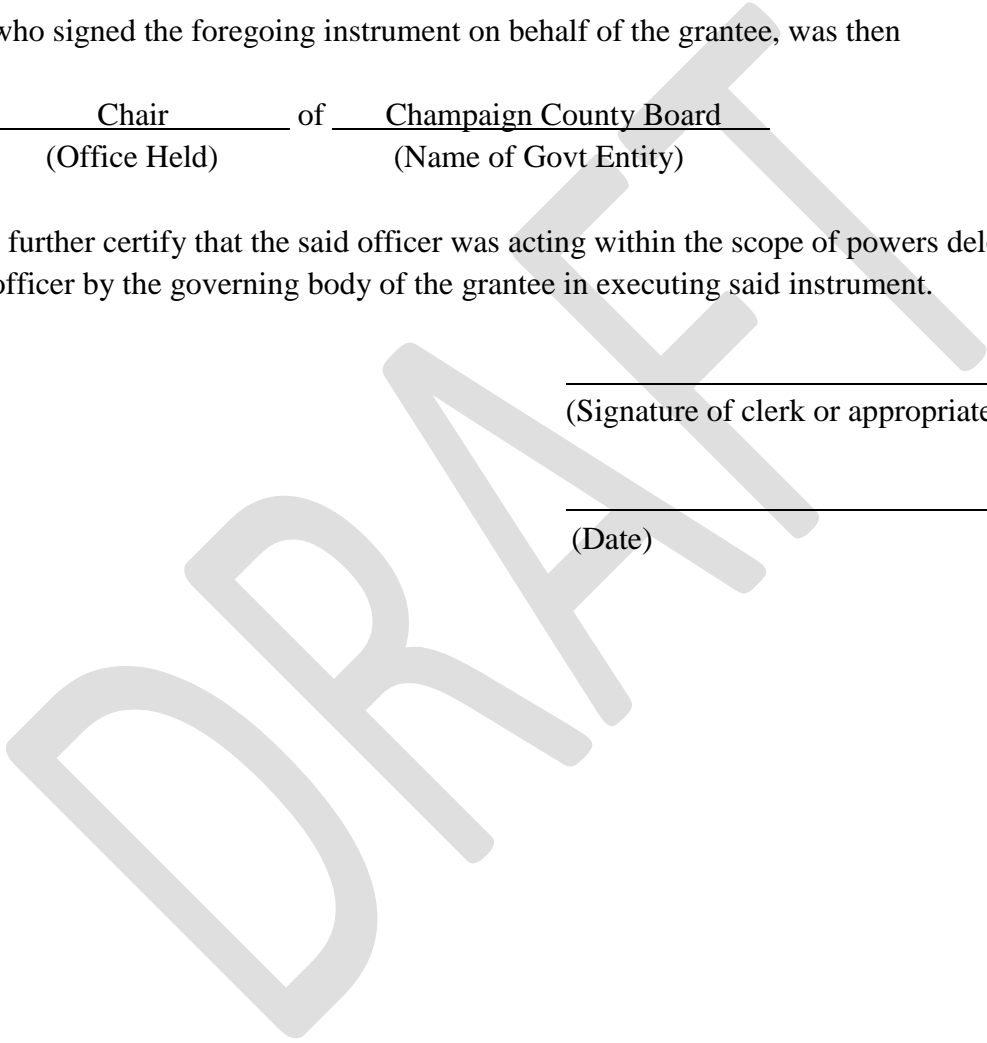 who signed the foregoing instrument on behalf of the grantee, was then
Chair of Champaign County Board
(Office Held) (Name of Govt Entity)
further certify that the said officer was acting within the scope of powers del
officer by the governing body of the grantee in executing said instrument.
(Signature of clerk or appropriate
(Date)
DRAFT